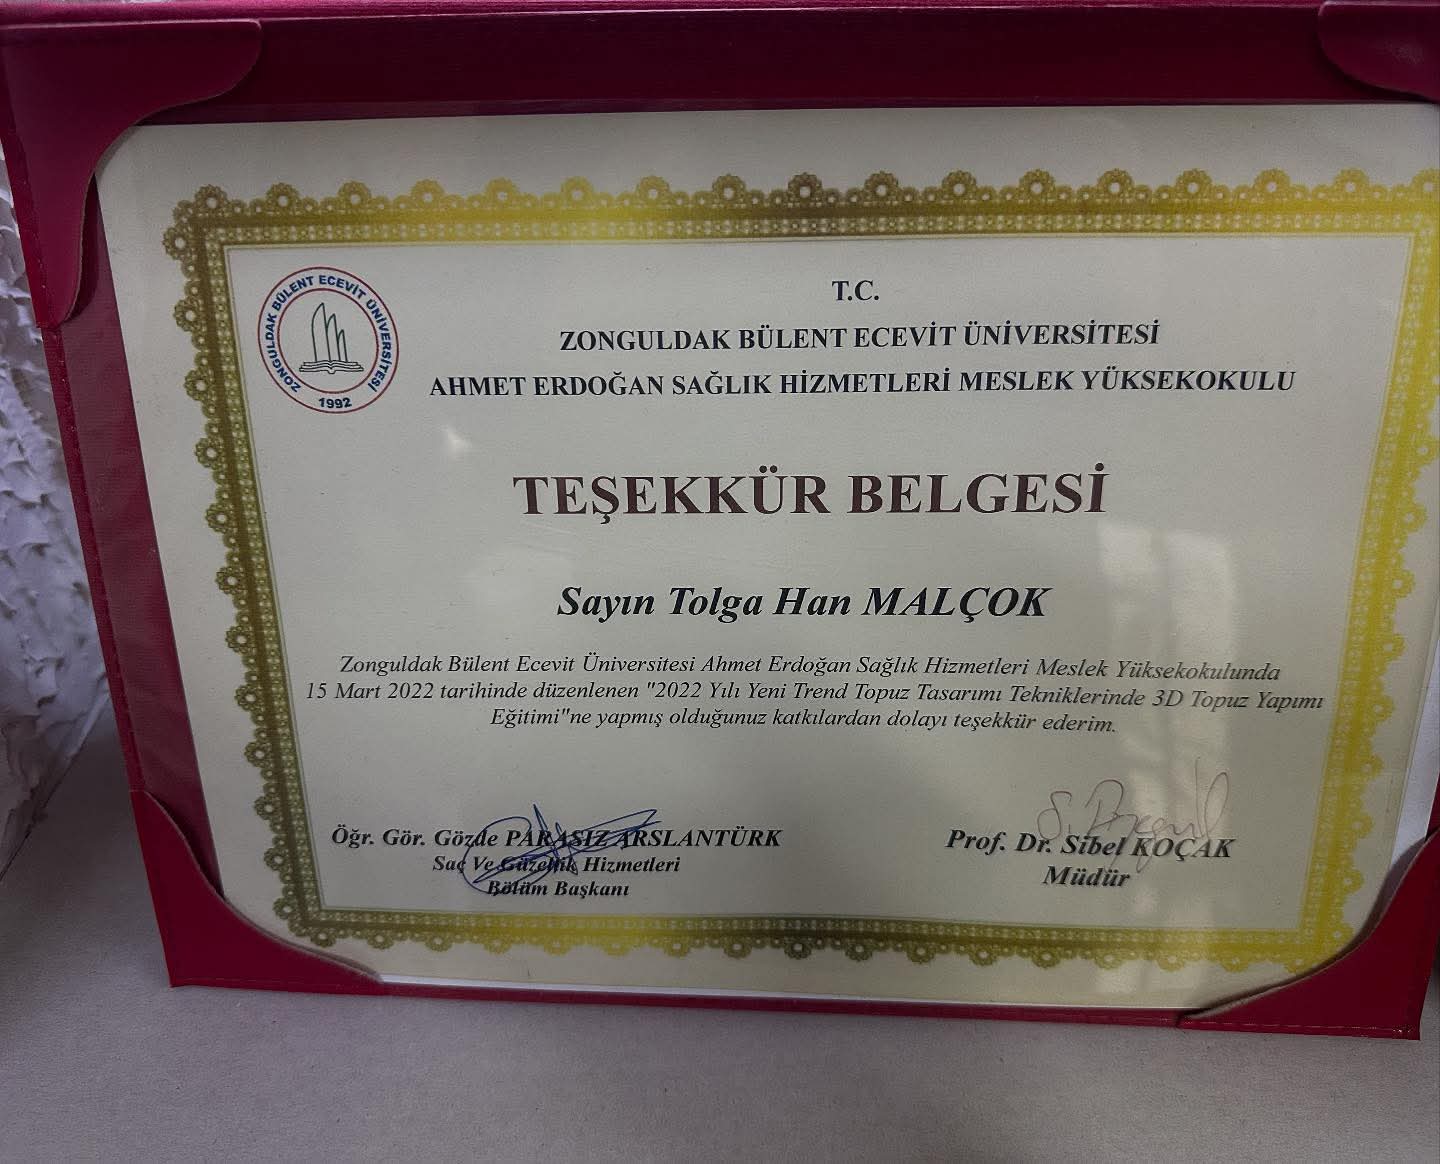 ZONGULDAK BÜLENT ECEVİT ÜNİVERSİTESİ
1992
T.C.
ZONGULDAK BÜLENT ECEVİT ÜNİVERSİTESİ
AHMET ERDOĞAN SAĞLIK HİZMETLERİ MESLEK YÜKSEKOKULU
TEŞEKKÜR BELGESİ
Sayın Tolga Han MALÇOK
Zonguldak Bülent Ecevit Üniversitesi Ahmet Erdoğan Sağlık Hizmetleri Meslek Yüksekokulunda
15 Mart 2022 tarihinde düzenlenen "2022 Yılı Yeni Trend Topuz Tasarımı Tekniklerinde 3D Topuz Yapımı
Eğitimi"ne yapmış olduğunuz katkılardan dolayı teşekkür ederim.
Öğr. Gör. Gözde PARASIZ ARSLANTÜRK
Saç Ve Güzellik Hizmetleri
Bölüm Başkanı
Prof. Dr. Sibel KOÇAK
Müdür